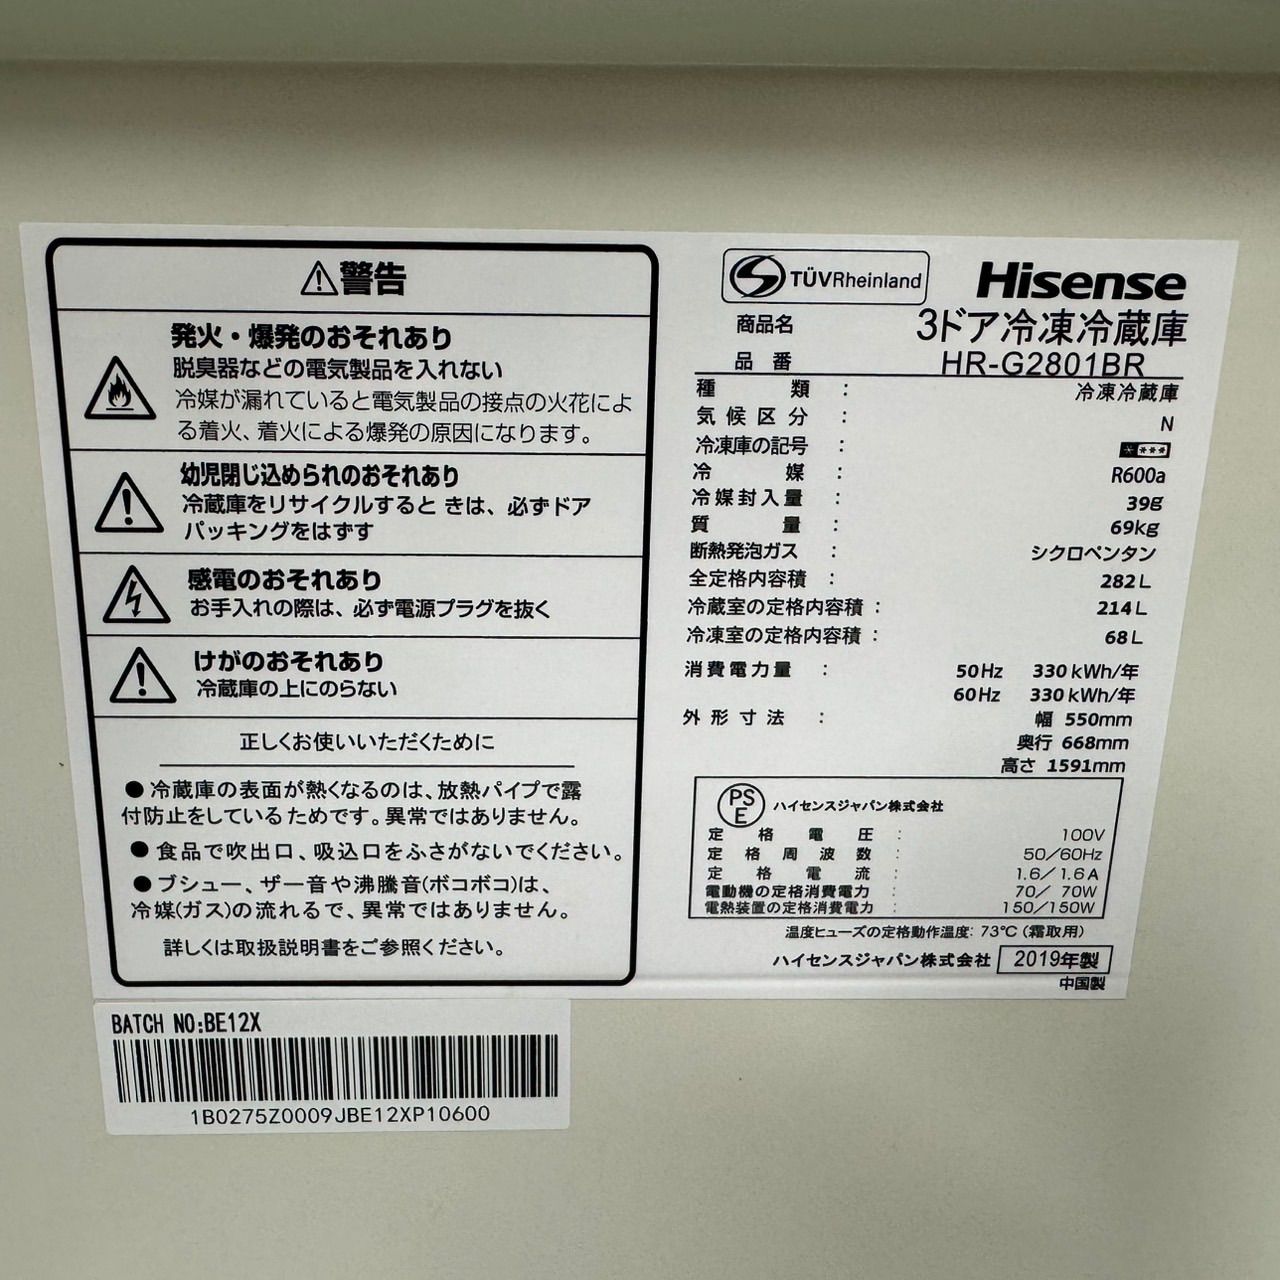 ⚠警告
発火・爆発のおそれあり
脱臭器などの電気製品を入れない
冷媒が漏れていると電気製品の接点の火花によ
る着火、着火による爆発の原因になります。
幼児閉じ込められのおそれあり
冷蔵庫をリサイクルするときは、必ずドア
パッキングをはずす
感電のおそれあり
お手入れの際は、必ず電源プラグを抜く
けがのおそれあり
冷蔵庫の上にのらない
正しくお使いいただくために
●冷蔵庫の表面が熱くなるのは、放熱パイプで露
付防止をしているためです。異常ではありません。
●食品で吹出口、吸込口をふさがないでください。
●ブシュー、ザー音や沸騰音(ボコボコ)は、
冷媒(ガス)の流れるで、異常ではありません。
詳しくは取扱説明書をご参照ください。
TÜVRheinland
Hisense
商品名 3ドア冷凍冷蔵庫
品番 HR-G2801BR
種類 : 冷凍冷蔵庫
気候区分 : N
冷凍庫の記号 : ****
冷媒 : R600a
冷媒封入量 : 39g
質量 : 69kg
断熱発泡ガス : シクロペンタン
全定格内容積 : 282L
冷蔵室の定格内容積 : 214L
冷凍室の定格内容積 : 68L
消費電力量 : 50Hz 330kWh/年
60Hz 330kWh/年
外形寸法 : 幅 550mm
奥行 668mm
高さ 1591mm
PSE ハイセンスジャパン株式会社
定格電圧 : 100V
定格周波数 : 50/60Hz
定格電流 : 1.6/1.6A
電動機の定格消費電力 : 70/70W
電熱装置の定格消費電力 : 150/150W
温度ヒューズの定格動作温度: 73℃(霜取用)
ハイセンスジャパン株式会社 2019年製
中国製
BATCH NO:BE12X
1B0275Z0009JBE12XP10600